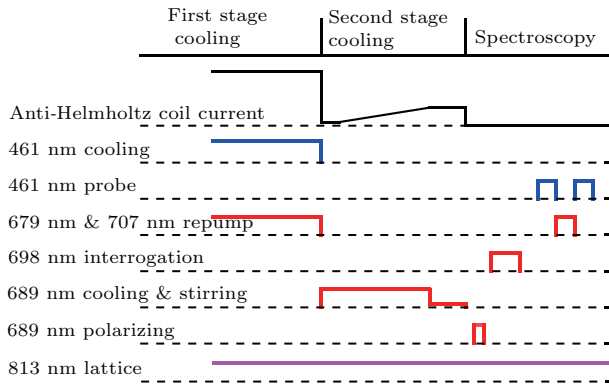 First stage
cooling
Second stage
cooling
Spectroscopy
Anti-Helmholtz coil current
461 nm cooling
461 nm probe
679 nm & 707 nm repump
698 nm interrogation
689 nm cooling & stirring
689 nm polarizing
813 nm lattice